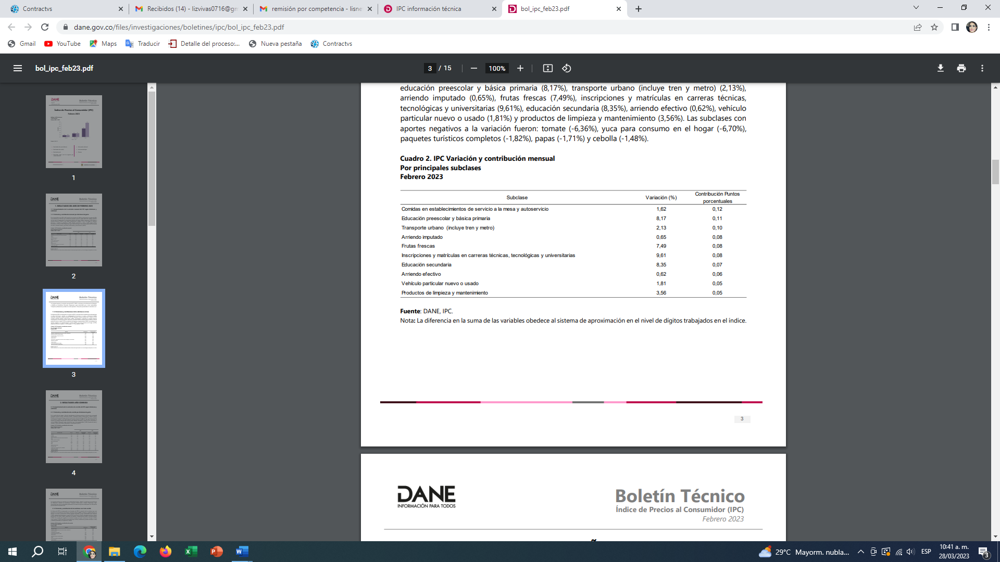 Contractvs
Recibidos (14) - lizvivas0716@gm
remisión por competencia - lisne
IPC información técnica
bol_ipc_feb23.pdf
dane.gov.co/files/investigaciones/boletines/ipc/bol_ipc_feb23.pdf
Gmail
YouTube
Maps
Traducir
Detalle del proceso:...
Nueva pestaña
Contractvs
bol_ipc_feb23.pdf
3 / 15
100%
1
2
3
4
educación preescolar y básica primaria (8,17%), transporte urbano (incluye tren y metro) (2,13%),
arriendo imputado (0,65%), frutas frescas (7,49%), inscripciones y matrículas en carreras técnicas,
tecnológicas y universitarias (9,61%), educación secundaria (8,35%), arriendo efectivo (0,62%), vehículo
particular nuevo o usado (1,81%) y productos de limpieza y mantenimiento (3,56%). Las subclases con
aportes negativos a la variación fueron: tomate (-6,36%), yuca para consumo en el hogar (-6,70%),
paquetes turísticos completos (-1,82%), papas (-1,71%) y cebolla (-1,48%).
Cuadro 2. IPC Variación y contribución mensual
Por principales subclases
Febrero 2023
Subclase Variación (%) Contribución Puntos porcentuales
Comidas en establecimientos de servicio a la mesa y autoservicio 1,62 0,12
Educación preescolar y básica primaria 8,17 0,11
Transporte urbano (incluye tren y metro) 2,13 0,10
Arriendo imputado 0,65 0,08
Frutas frescas 7,49 0,08
Inscripciones y matrículas en carreras técnicas, tecnológicas y universitarias 9,61 0,08
Educación secundaria 8,35 0,07
Arriendo efectivo 0,62 0,06
Vehículo particular nuevo o usado 1,81 0,05
Productos de limpieza y mantenimiento 3,56 0,05
Fuente: DANE, IPC.
Nota: La diferencia en la suma de las variables obedece al sistema de aproximación en el nivel de dígitos trabajados en el índice.
3
DANE
INFORMACIÓN PARA TODOS
Boletín Técnico
Índice de Precios al Consumidor (IPC)
Febrero 2023
29°C Mayorm. nubla...
ESP
10:41 a. m.
28/03/2023
3